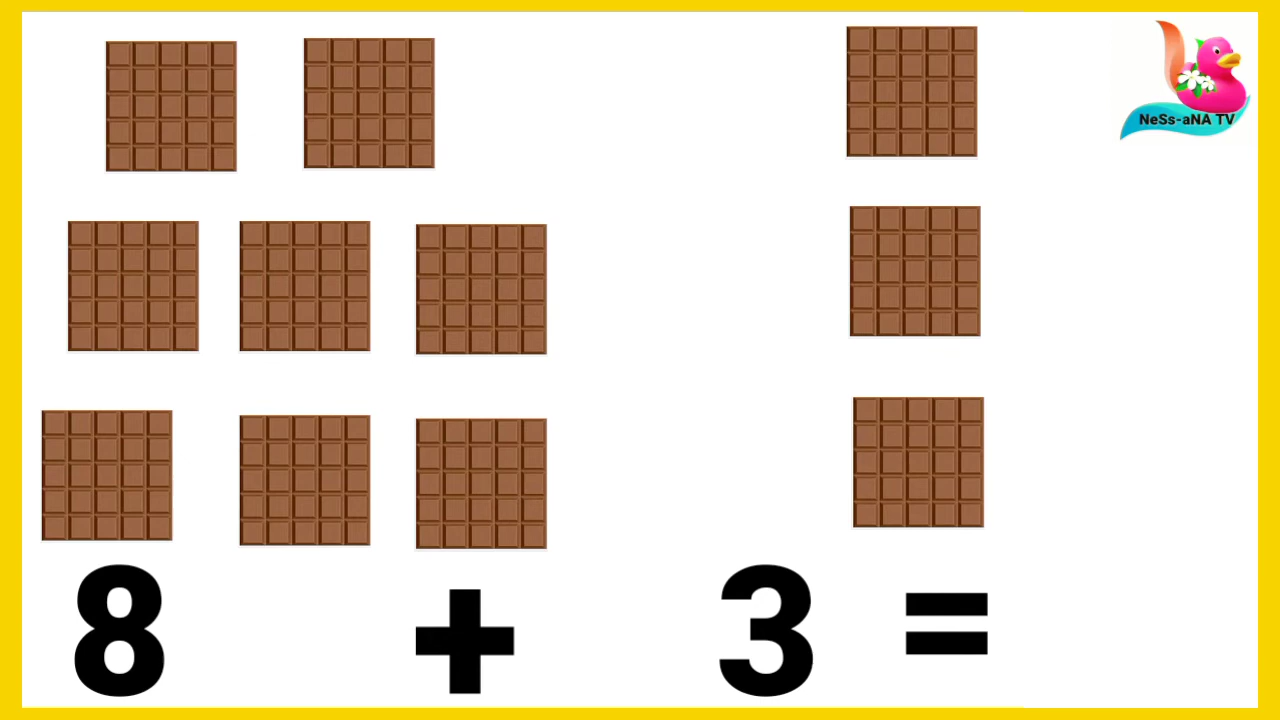 NeSs-aNA TV
8 + 3 =